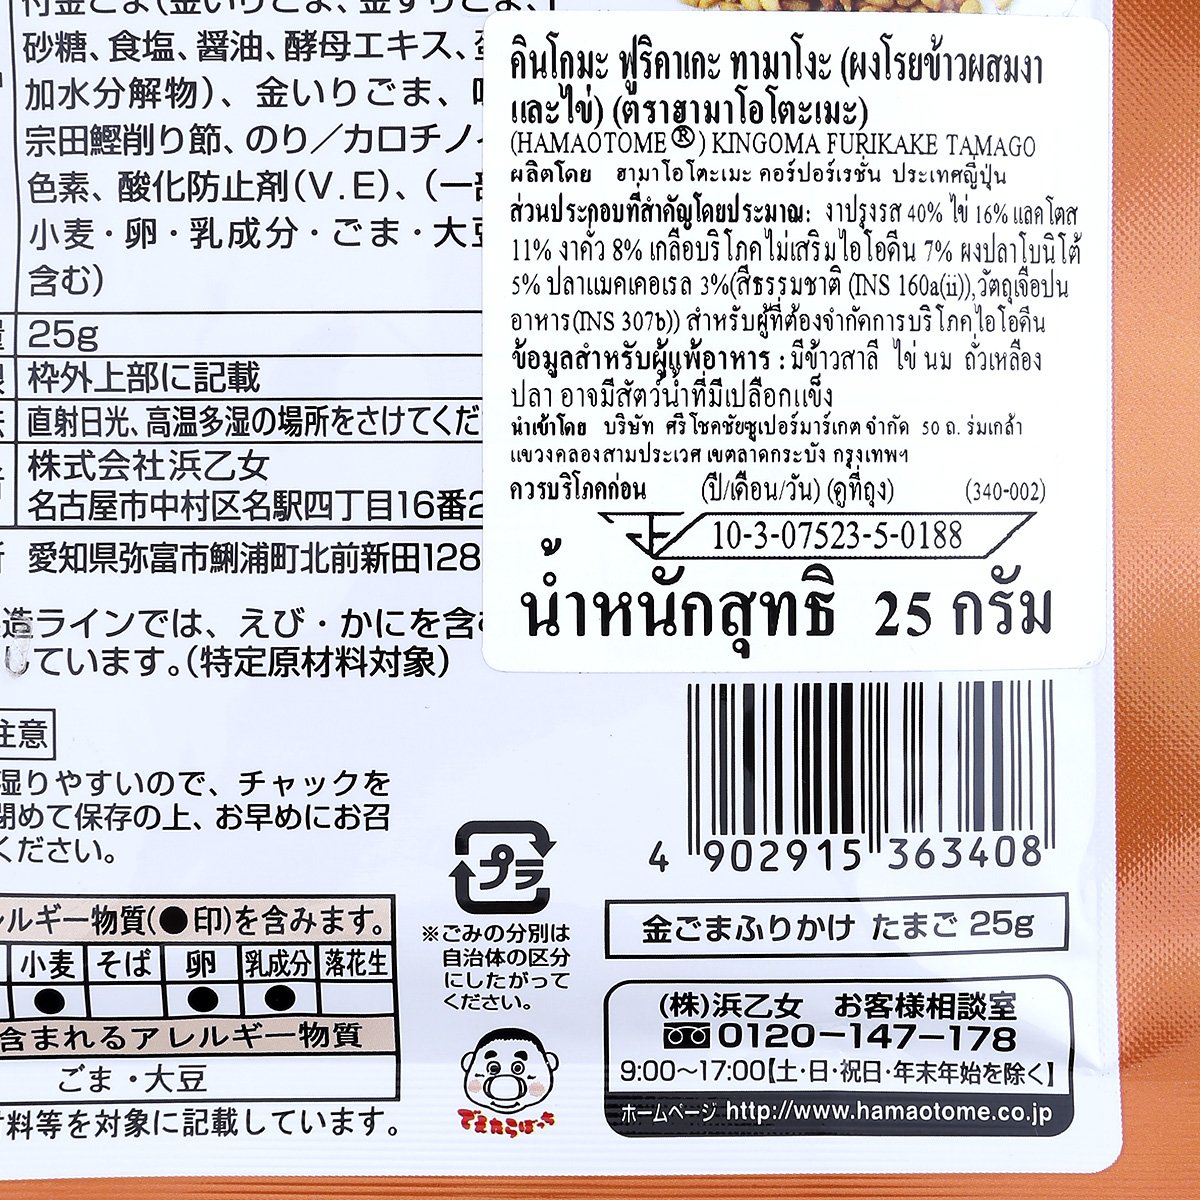 付金ごま(金いりごま、金すりごま、
砂糖、食塩、醤油、酵母エキス、
加水分解物)、金いりごま、
宗田鰹削り節、のり/カロチノイ
色素、酸化防止剤(V.E)、(一部
小麦・卵・乳成分・ごま・大豆
含む)
25g
枠外上部に記載
直射日光、高温多湿の場所をさけてくだ
株式会社浜乙女
名古屋市中村区名駅四丁目16番2
愛知県弥富市鯏浦町北前新田128
造ラインでは、えび・かにを含む
しています。(特定原材料対象)
注意
湿りやすいので、チャックを
閉めて保存の上、お早めにお召
ください。
ルギー物質(●印)を含みます。
小麦 そば 卵 乳成分 落花生
● ● ●
含まれるアレルギー物質
ごま・大豆
材料等を対象に記載しています。
คินโกมะ ฟูริคาเกะ ทามาโงะ (ผงโรยข้าวผสมงา
และไข่) (ตราฮามาโอโตะเมะ)
(HAMAOTOME®) KINGOMA FURIKAKE TAMAGO
ผลิตโดย ฮามาโอโตะเมะ คอร์ปอร์เรชั่น ประเทศญี่ปุ่น
ส่วนประกอบที่สำคัญโดยประมาณ: งาปรุงรส 40% ไข่ 16% แลคโตส
11% งาคั่ว 8% เกลือบริโภคไม่เสริมไอโอดีน 7% ผงปลาโบนิโต้
5% ปลาแมคเคอเรล 3%(สีธรรมชาติ (INS 160a(ii)),วัตถุเจือปน
อาหาร(INS 307b)) สำหรับผู้ที่ต้องจำกัดการบริโภคไอโอดีน
ข้อมูลสำหรับผู้แพ้อาหาร : มีข้าวสาลี ไข่ นม ถั่วเหลือง
ปลา อาจมีสัตว์น้ำที่มีเปลือกแข็ง
นำเข้าโดย บริษัท ศรีโชคชัยซูเปอร์มาร์เกต จำกัด 50 ถ. ร่มเกล้า
แขวงคลองสามประเวศ เขตลาดกระบัง กรุงเทพฯ
ควรบริโภคก่อน (ปี/เดือน/วัน) (ดูที่ถุง) (340-002)
10-3-07523-5-0188
น้ำหนักสุทธิ 25 กรัม
4 902915 363408
プラ
※ごみの分別は
自治体の区分
にしたがって
ください。
でえたらぼっち
金ごまふりかけ たまご 25g
(株)浜乙女 お客様相談室
0120-147-178
9:00~17:00【土・日・祝日・年末年始を除く】
ホームページ http://www.hamaotome.co.jp